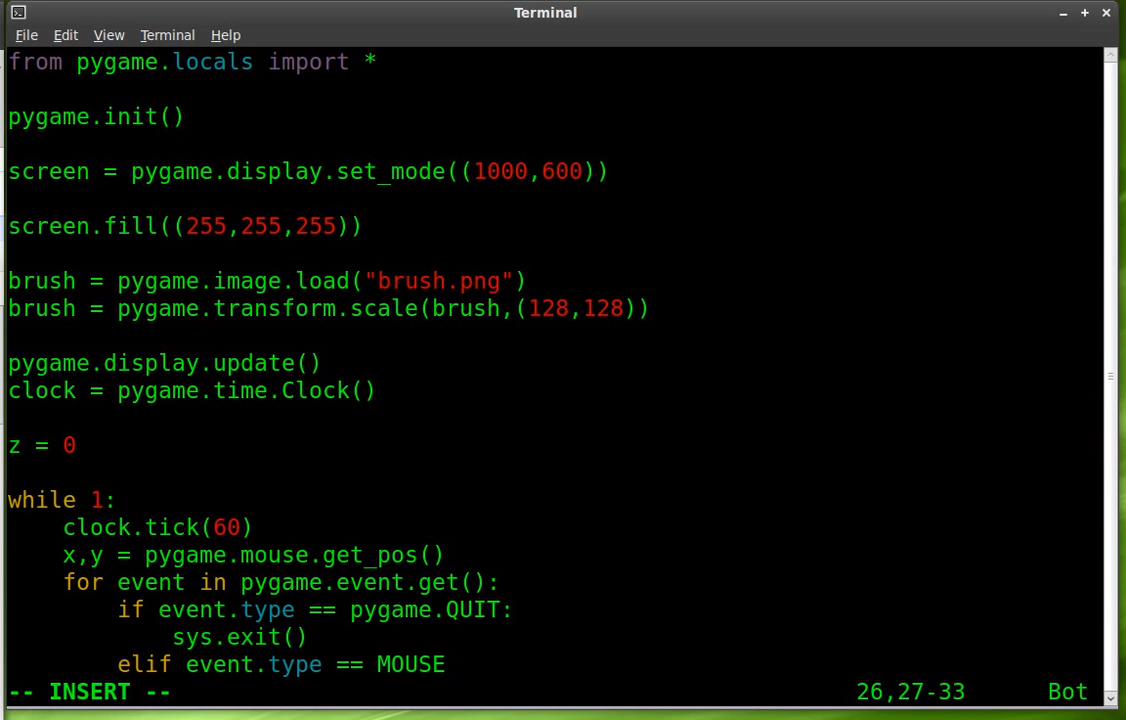 Terminal
File Edit View Terminal Help
from pygame.locals import *
pygame.init()
screen = pygame.display.set_mode((1000,600))
screen.fill((255,255,255))
brush = pygame.image.load("brush.png")
brush = pygame.transform.scale(brush,(128,128))
pygame.display.update()
clock = pygame.time.Clock()
z = 0
while 1:
    clock.tick(60)
    x,y = pygame.mouse.get_pos()
    for event in pygame.event.get():
        if event.type == pygame.QUIT:
            sys.exit()
        elif event.type == MOUSE
-- INSERT -- 26,27-33 Bot